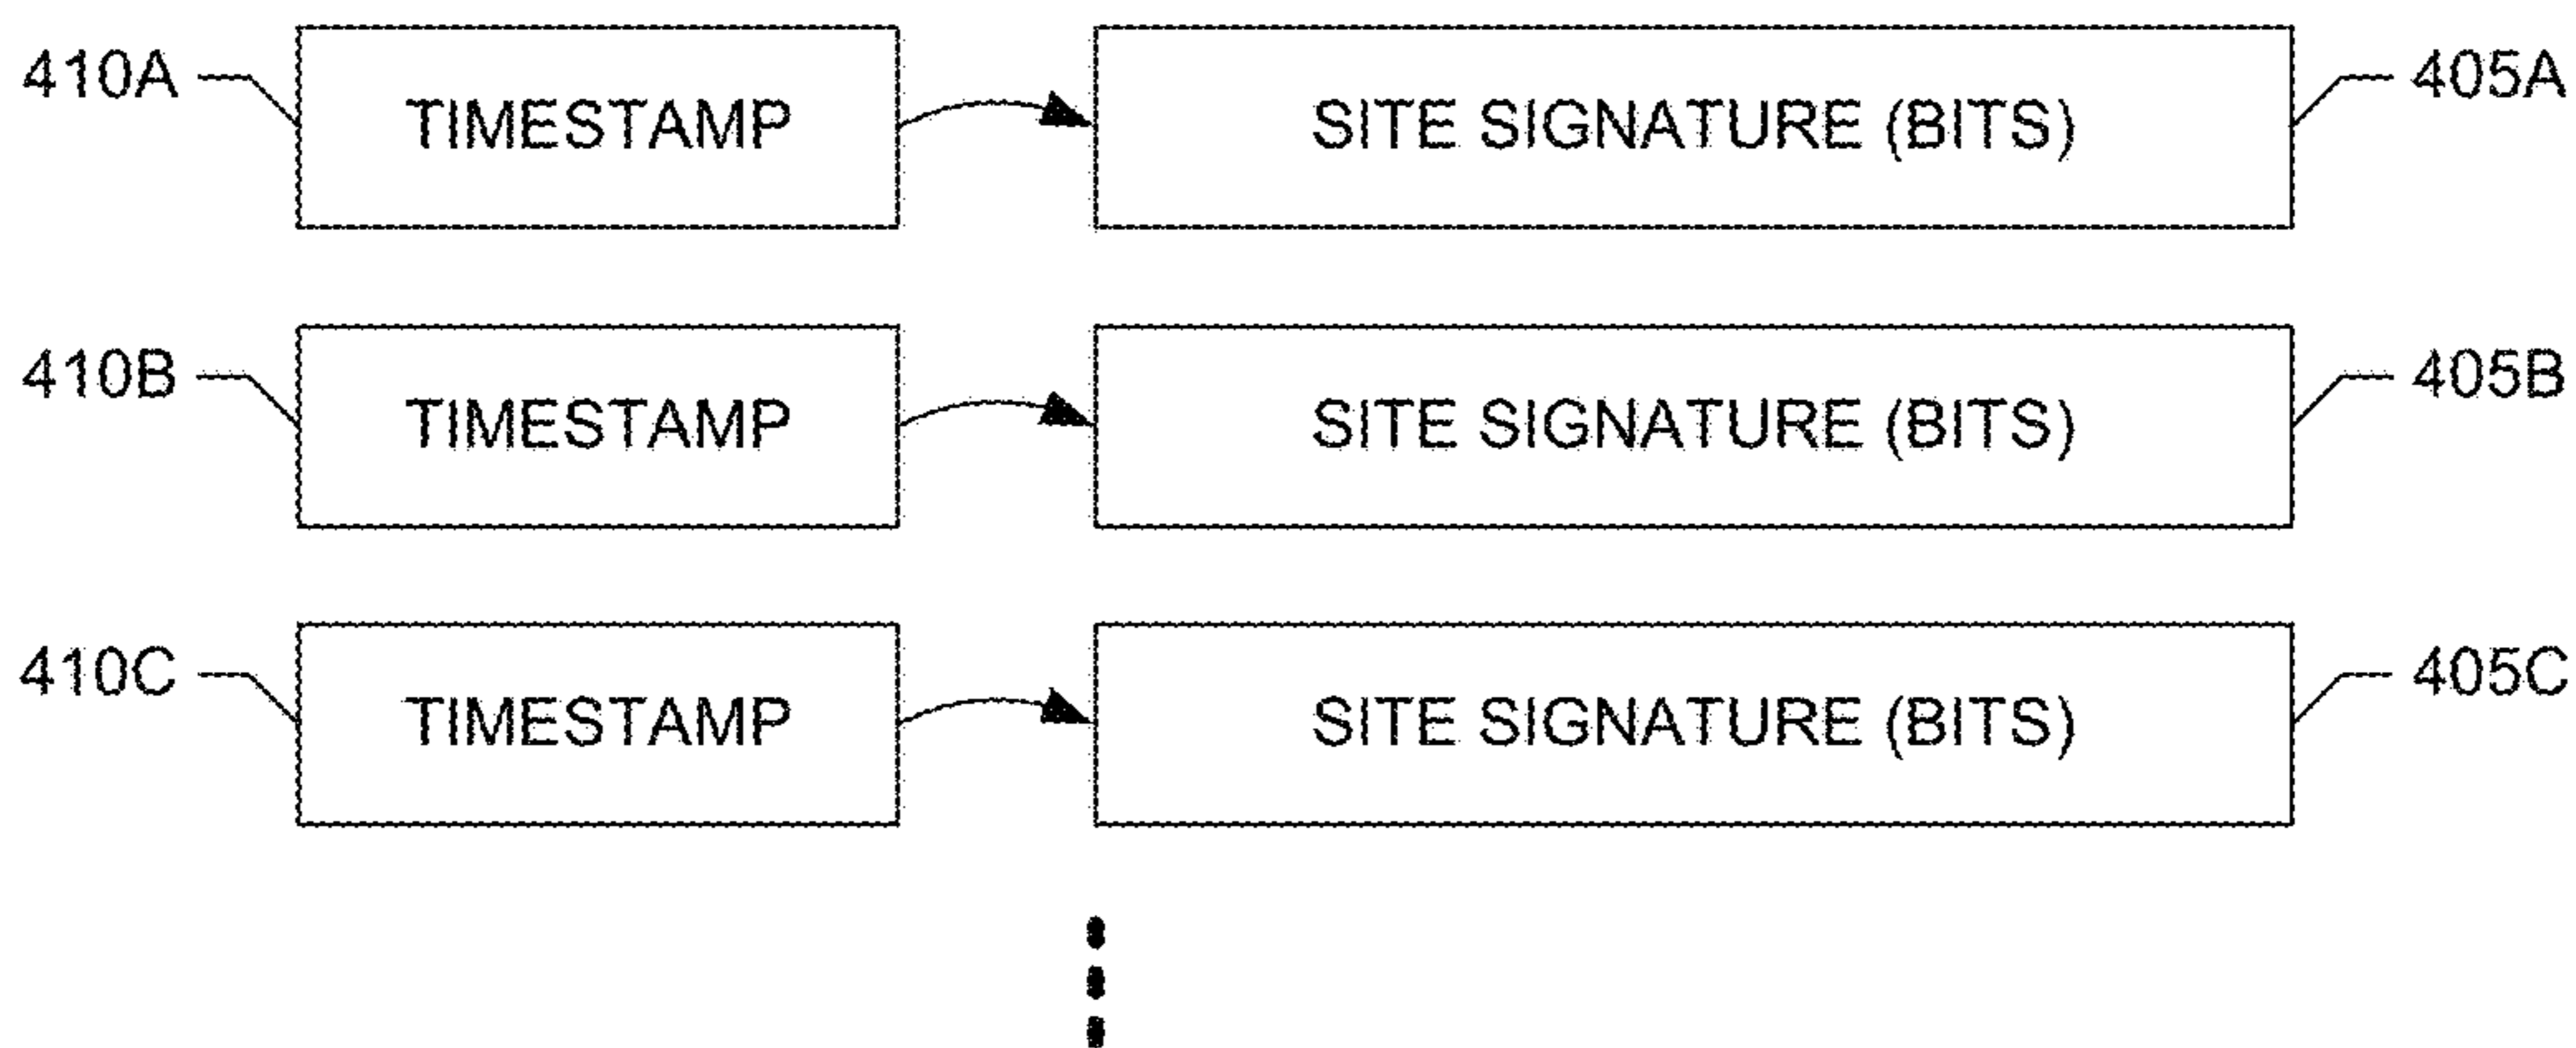 410A TIMESTAMP SITE SIGNATURE (BITS) 405A
410B TIMESTAMP SITE SIGNATURE (BITS) 405B
410C TIMESTAMP SITE SIGNATURE (BITS) 405C